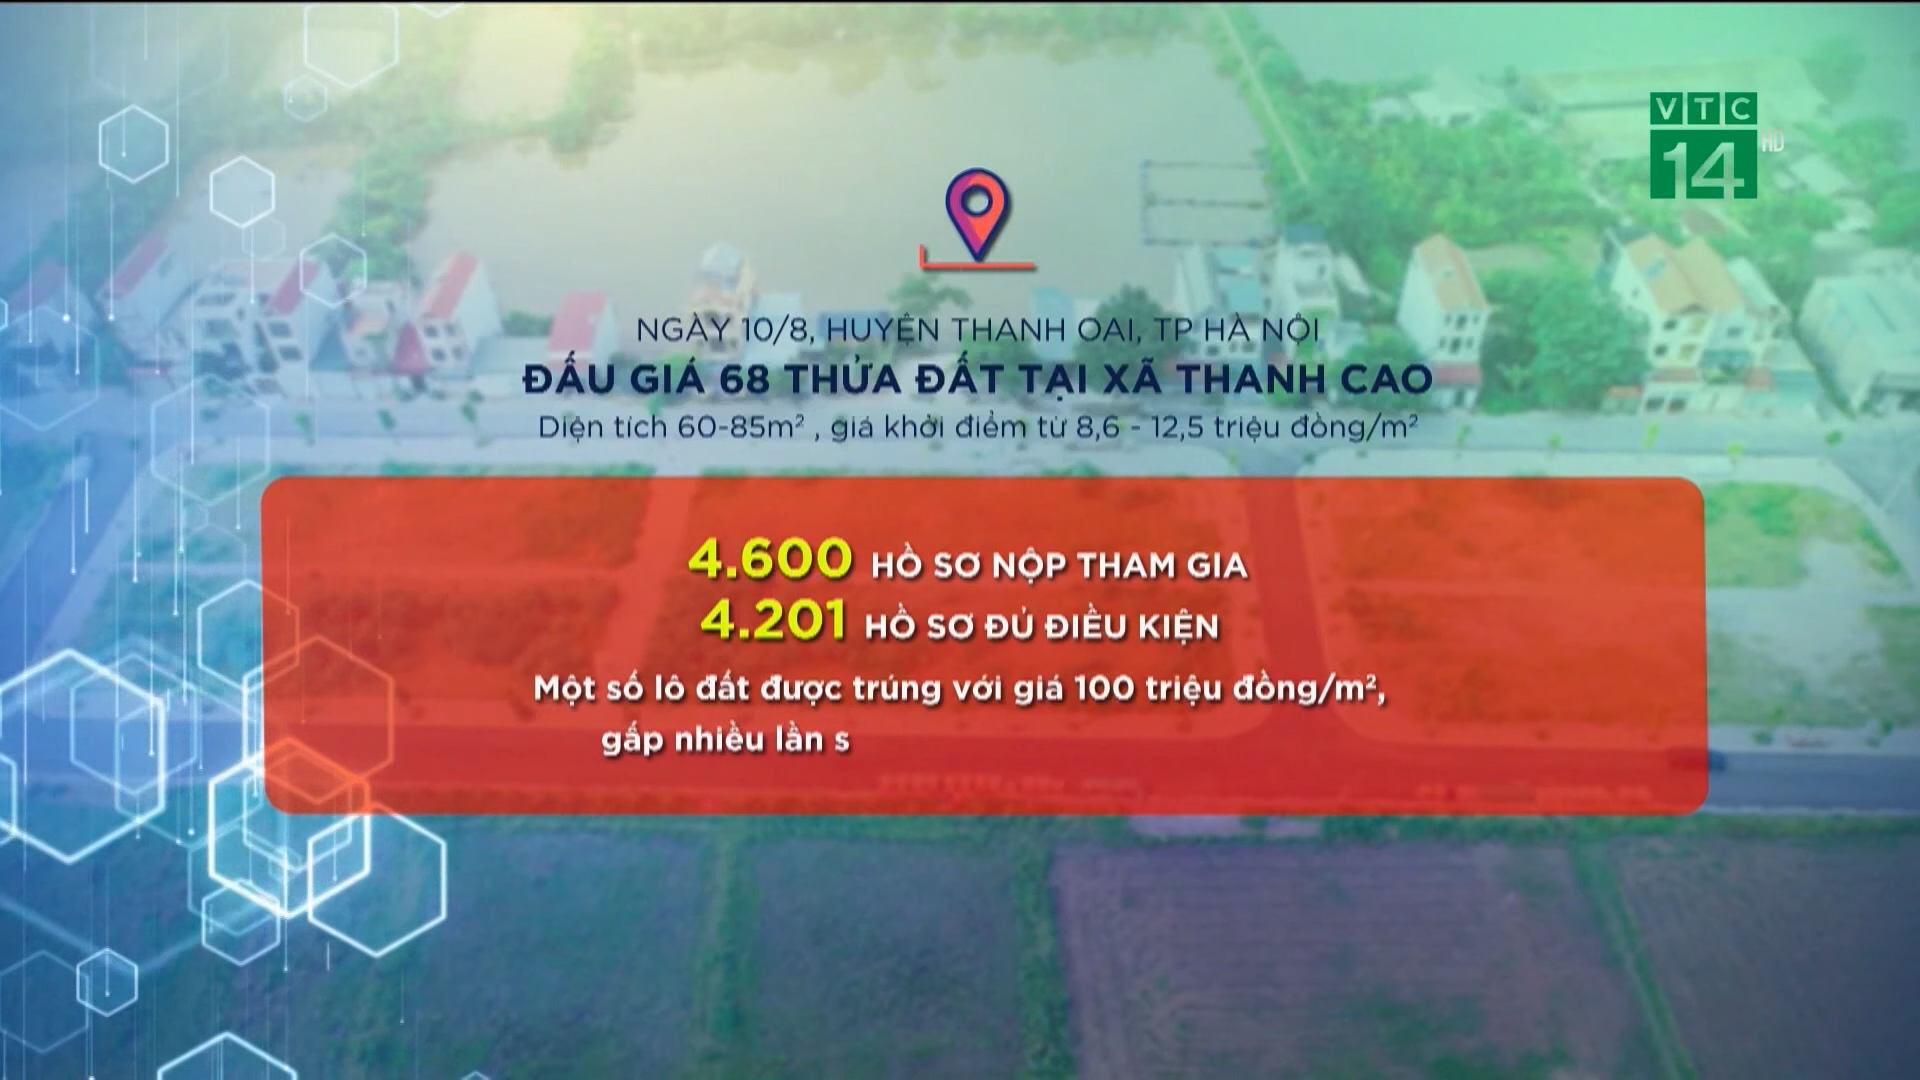 VTC
14 HD
NGÀY 10/8, HUYỆN THANH OAI, TP HÀ NỘI
ĐẤU GIÁ 68 THỬA ĐẤT TẠI XÃ THANH CAO
Diện tích 60-85m² , giá khởi điểm từ 8,6 - 12,5 triệu đồng/m²
4.600 HỒ SƠ NỘP THAM GIA
4.201 HỒ SƠ ĐỦ ĐIỀU KIỆN
Một số lô đất được trúng với giá 100 triệu đồng/m²,
gấp nhiều lần s